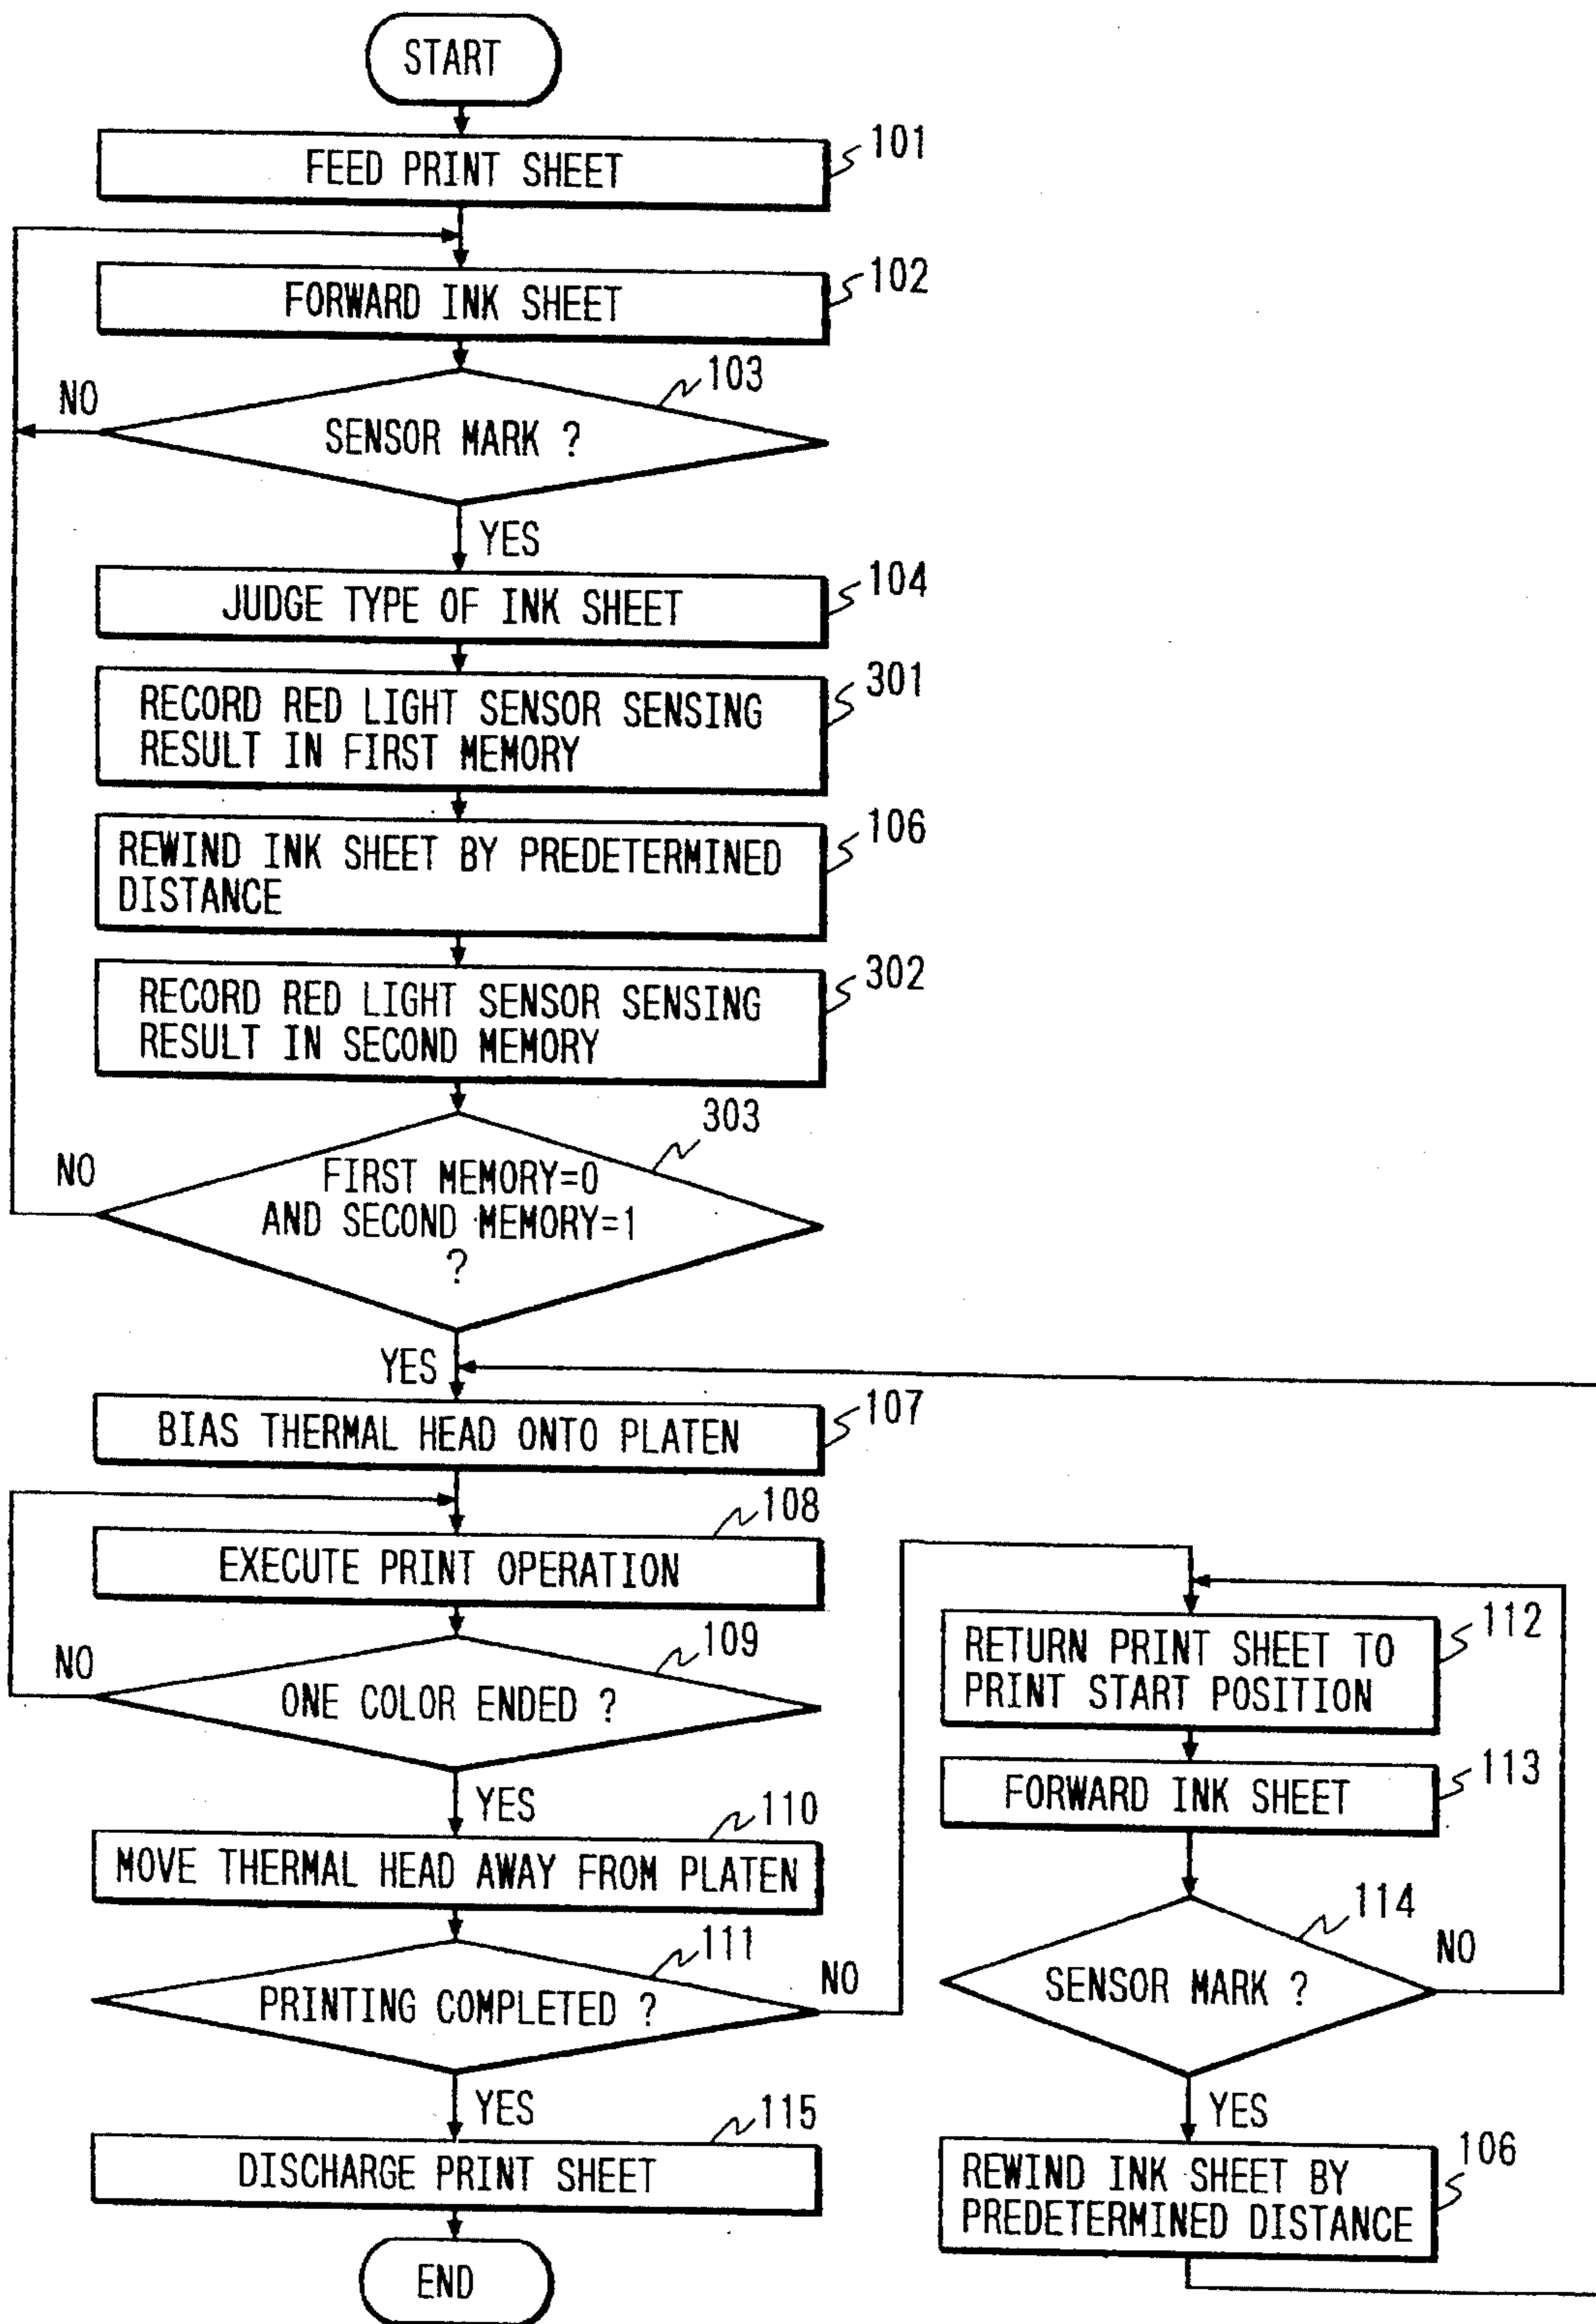 START
FEED PRINT SHEET
101
FORWARD INK SHEET
102
103
NO
SENSOR MARK ?
YES
JUDGE TYPE OF INK SHEET
104
RECORD RED LIGHT SENSOR SENSING
RESULT IN FIRST MEMORY
301
REWIND INK SHEET BY PREDETERMINED
DISTANCE
106
RECORD RED LIGHT SENSOR SENSING
RESULT IN SECOND MEMORY
302
303
NO
FIRST MEMORY=0
AND SECOND MEMORY=1
?
YES
BIAS THERMAL HEAD ONTO PLATEN
107
108
EXECUTE PRINT OPERATION
109
NO
ONE COLOR ENDED ?
YES
110
MOVE THERMAL HEAD AWAY FROM PLATEN
111
NO
PRINTING COMPLETED ?
YES
115
DISCHARGE PRINT SHEET
END
RETURN PRINT SHEET TO
PRINT START POSITION
112
FORWARD INK SHEET
113
114
NO
SENSOR MARK ?
YES
REWIND INK SHEET BY
PREDETERMINED DISTANCE
106